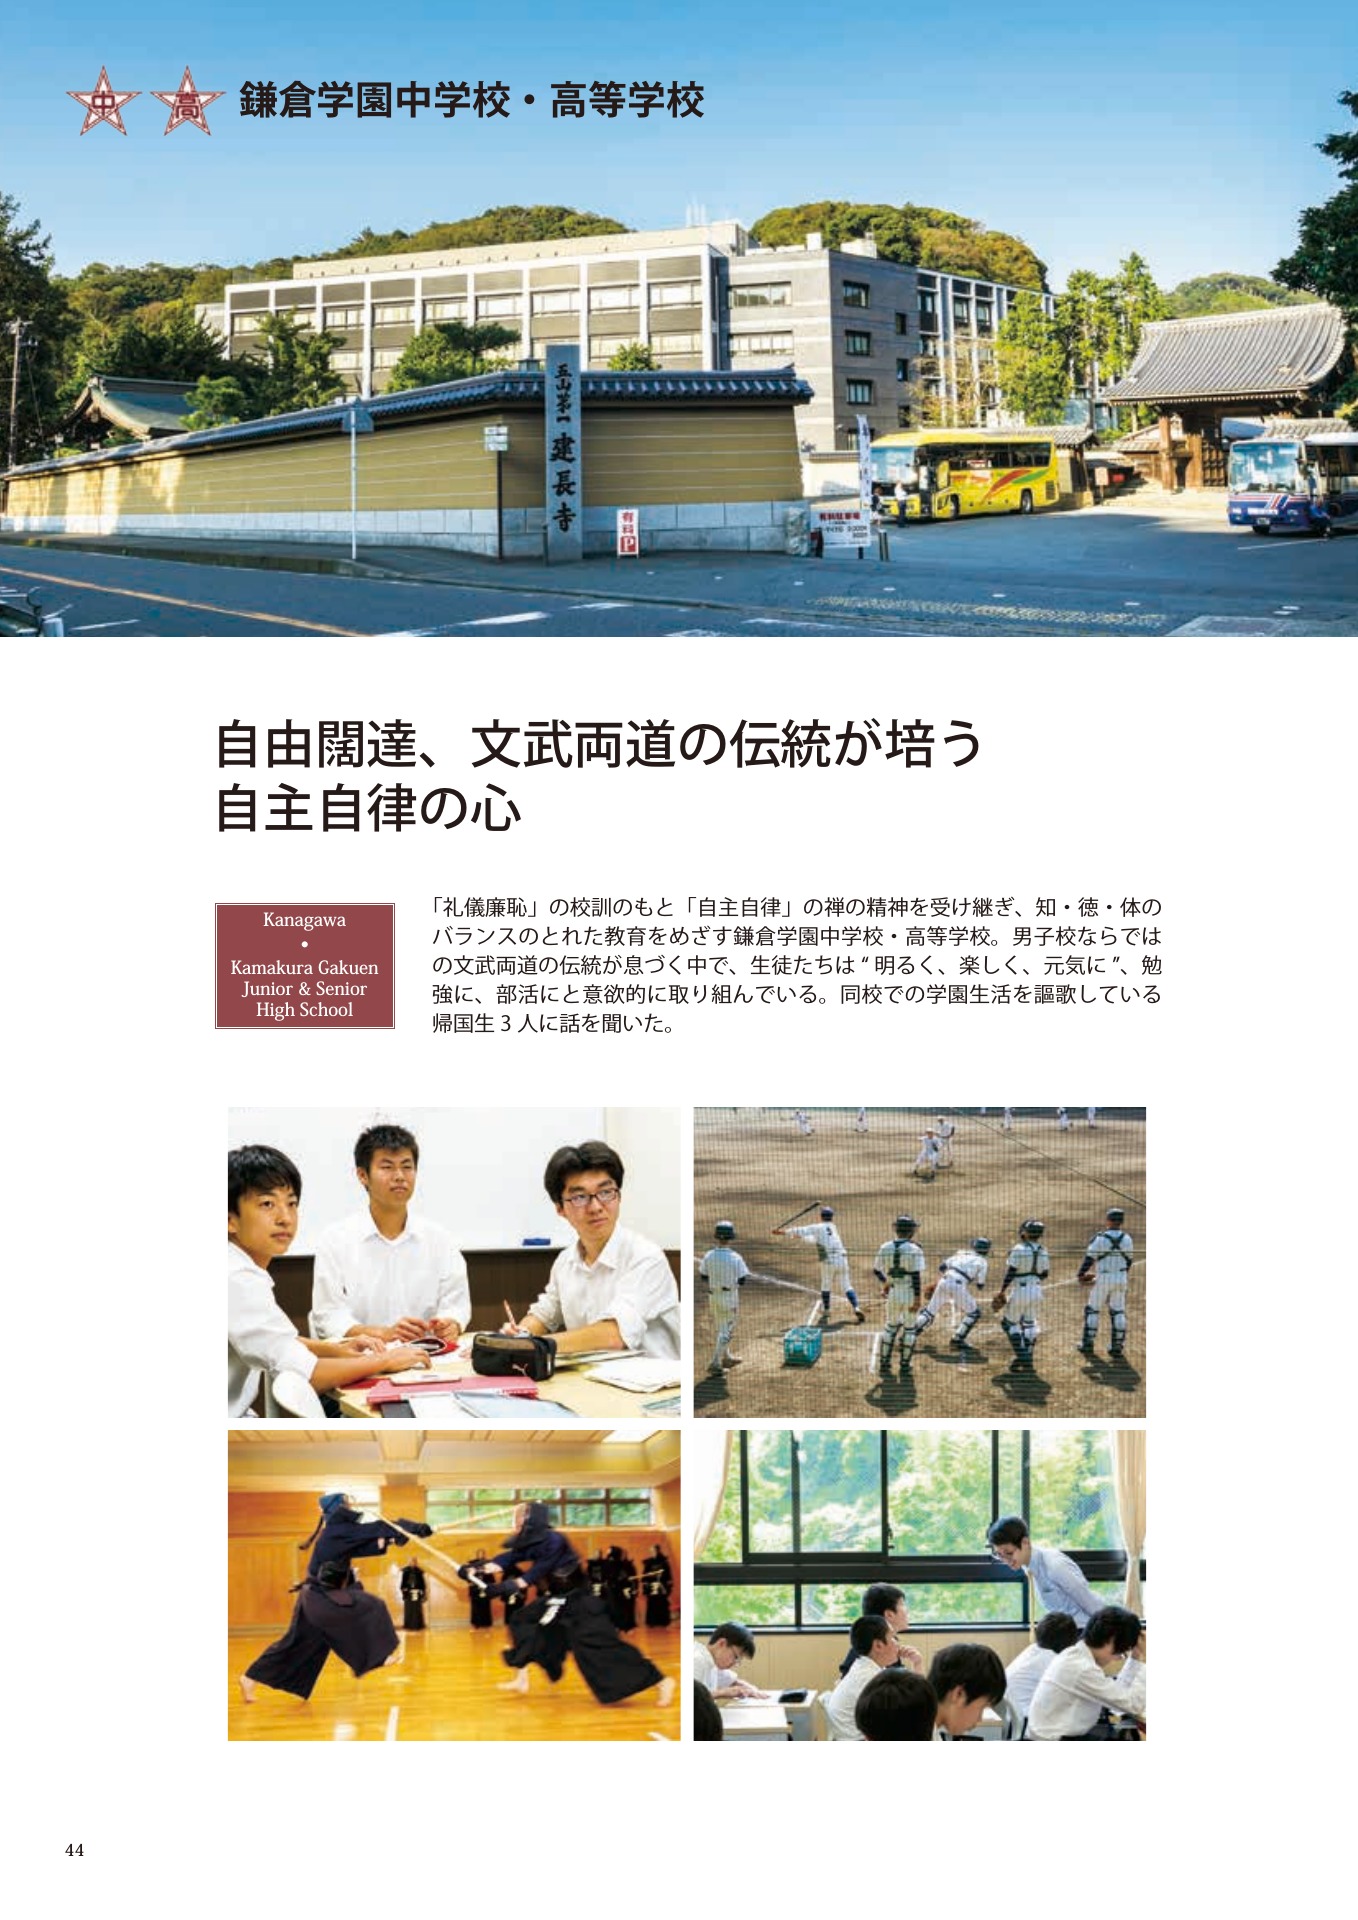 中 高 鎌倉学園中学校・高等学校
五山第一 建長寺
有料P
自由闊達、文武両道の伝統が培う
自主自律の心
Kanagawa
•
Kamakura Gakuen
Junior & Senior
High School
「礼儀廉恥」の校訓のもと「自主自律」の禅の精神を受け継ぎ、知・徳・体の
バランスのとれた教育をめざす鎌倉学園中学校・高等学校。男子校ならでは
の文武両道の伝統が息づく中で、生徒たちは“ 明るく、楽しく、元気に ”、勉
強に、部活にと意欲的に取り組んでいる。同校での学園生活を謳歌している
帰国生 3 人に話を聞いた。
44